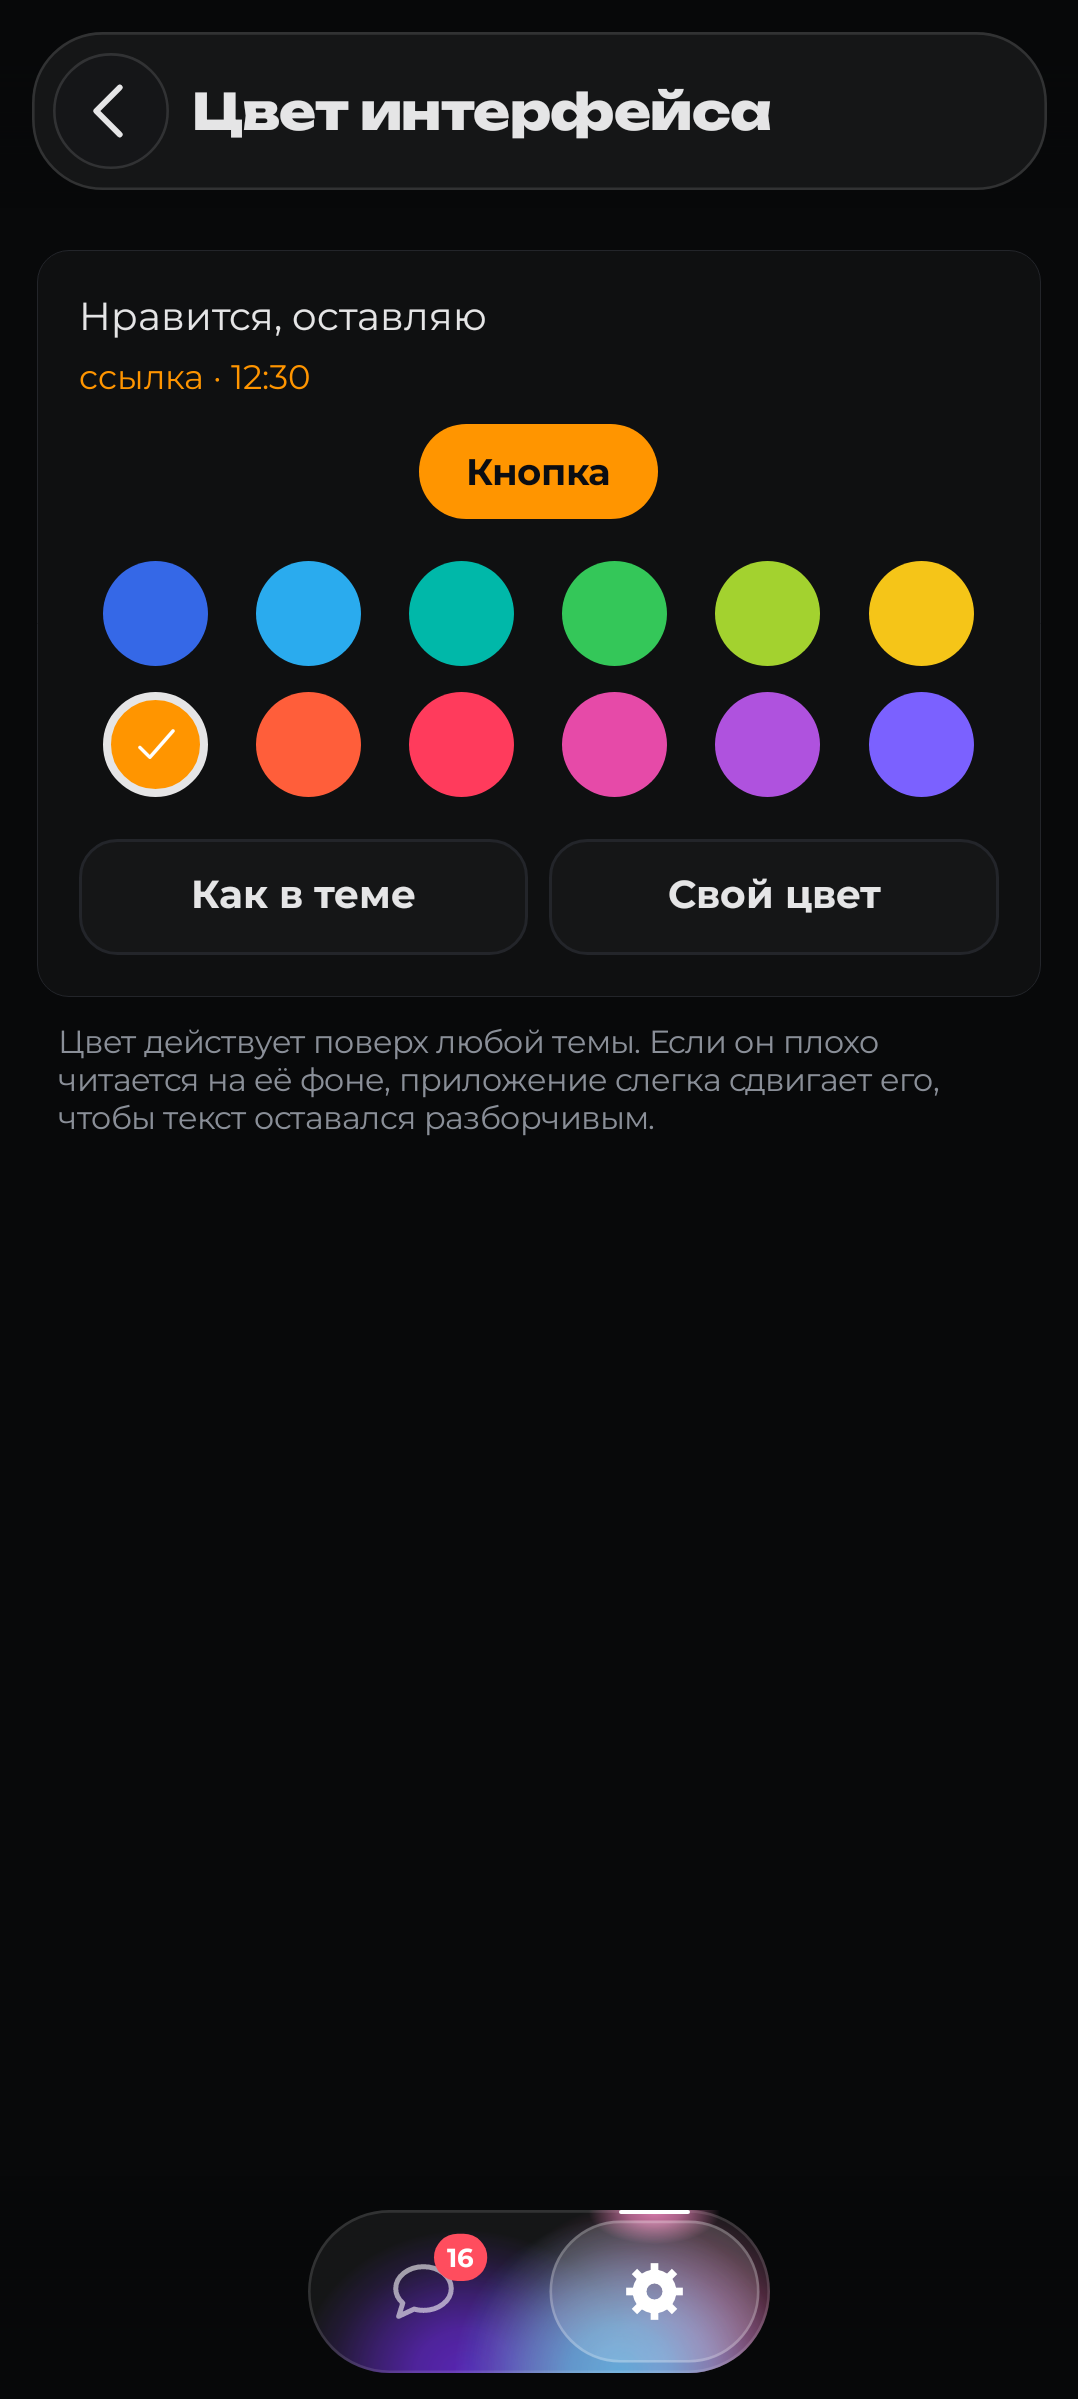 Цвет интерфейса
Нравится, оставляю
ссылка · 12:30
Кнопка
Как в теме
Свой цвет
Цвет действует поверх любой темы. Если он плохо
читается на её фоне, приложение слегка сдвигает его,
чтобы текст оставался разборчивым.
16